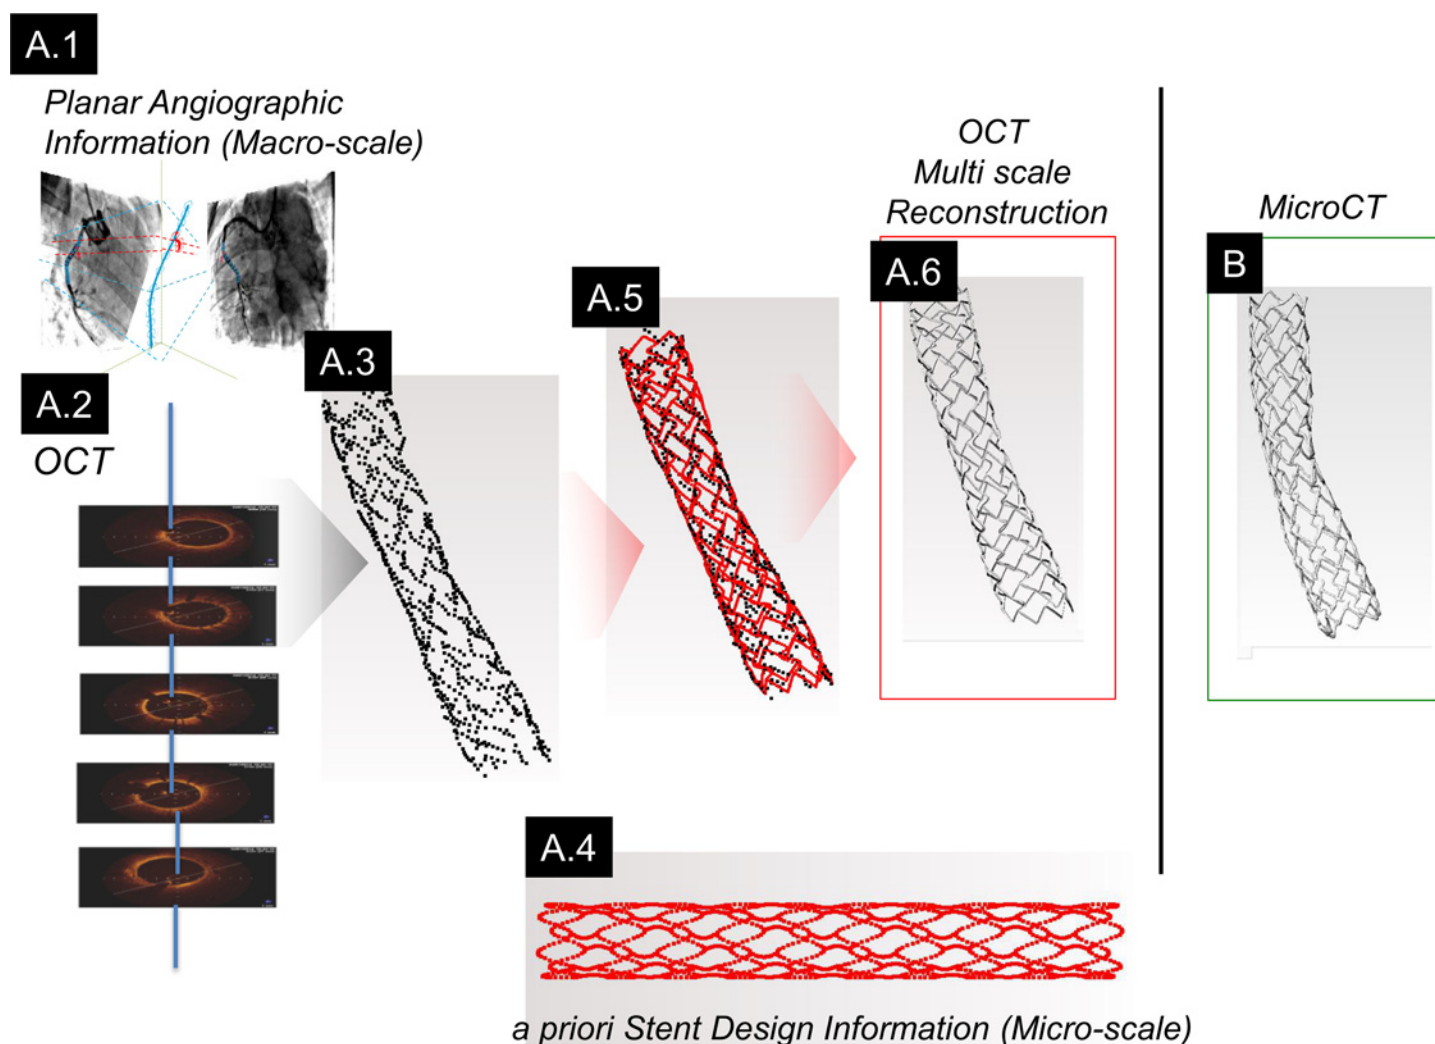 A.1
Planar Angiographic
Information (Macro-scale)
A.2
OCT
A.3
A.5
OCT
Multi scale
Reconstruction
A.6
MicroCT
B
A.4
a priori Stent Design Information (Micro-scale)